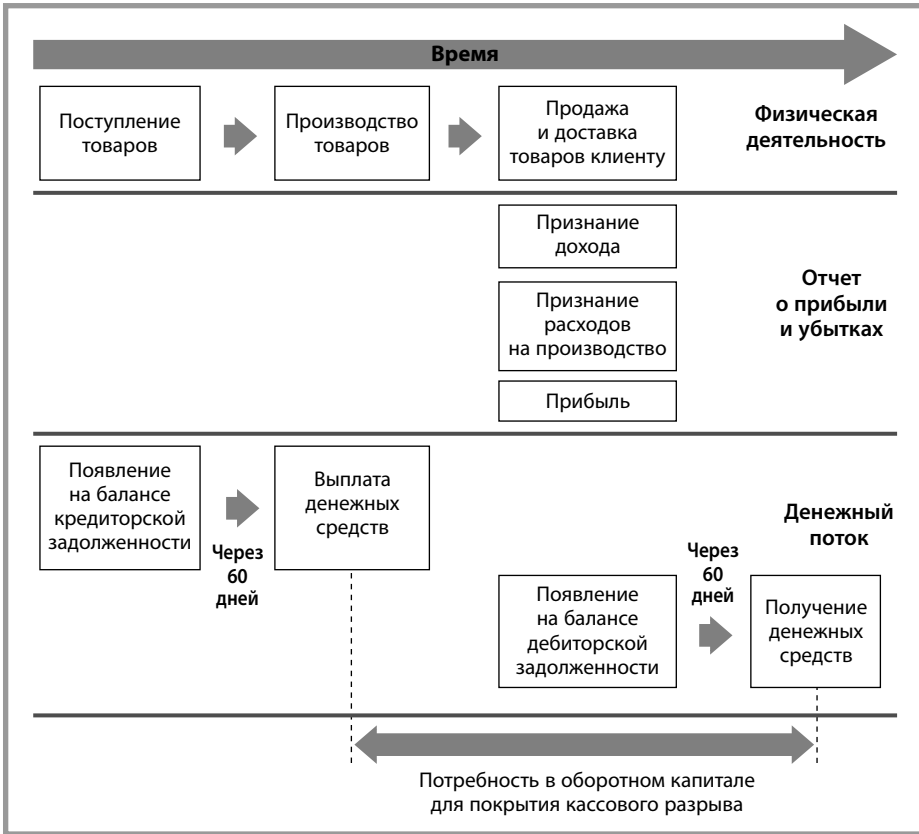 Время
Поступление
товаров
Производство
товаров
Продажа
и доставка
товаров клиенту
Физическая
деятельность
Признание
дохода
Признание
расходов
на производство
Прибыль
Отчет
о прибыли
и убытках
Появление
на балансе
кредиторской
задолженности
Через
60
дней
Выплата
денежных
средств
Появление
на балансе
дебиторской
задолженности
Через
60
дней
Получение
денежных
средств
Денежный
поток
Потребность в оборотном капитале
для покрытия кассового разрыва